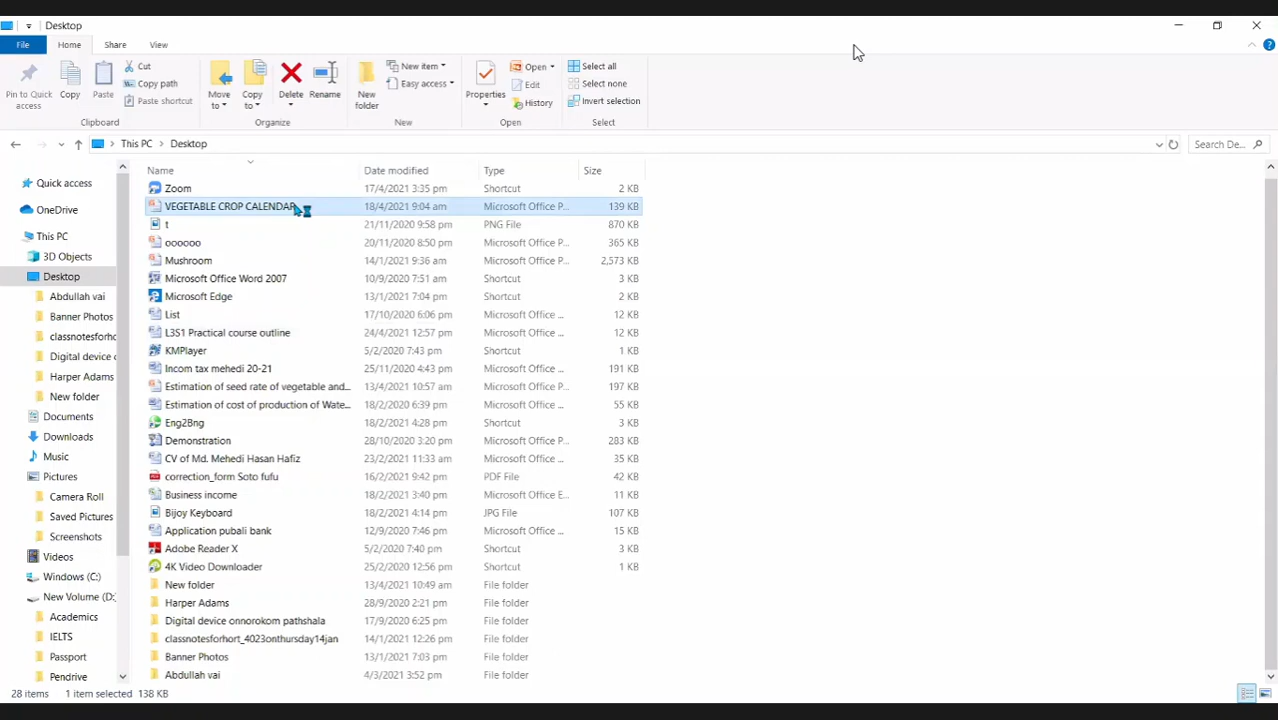 Desktop
File Home Share View
Pin to Quick access
Copy
Paste
Cut
Copy path
Paste shortcut
Clipboard
Move to
Copy to
Delete
Rename
Organize
New folder
New item
Easy access
New
Properties
Open
Edit
History
Open
Select all
Select none
Invert selection
Select
This PC > Desktop
Search De...
Quick access
OneDrive
This PC
3D Objects
Desktop
Abdullah vai
Banner Photos
classnotesforho
Digital device o
Harper Adams
New folder
Documents
Downloads
Music
Pictures
Camera Roll
Saved Pictures
Screenshots
Videos
Windows (C:)
New Volume (D:)
Academics
IELTS
Passport
Pendrive
Name Date modified Type Size
Zoom 17/4/2021 3:35 pm Shortcut 2 KB
VEGETABLE CROP CALENDAR 18/4/2021 9:04 am Microsoft Office P... 139 KB
t 21/11/2020 9:58 pm PNG File 870 KB
oooooo 20/11/2020 8:50 pm Microsoft Office P... 365 KB
Mushroom 14/1/2021 9:36 am Microsoft Office P... 2,573 KB
Microsoft Office Word 2007 10/9/2020 7:51 am Shortcut 3 KB
Microsoft Edge 13/1/2021 7:04 pm Shortcut 2 KB
List 17/10/2020 6:06 pm Microsoft Office ... 12 KB
L3S1 Practical course outline 24/4/2021 12:57 pm Microsoft Office ... 12 KB
KMPlayer 5/2/2020 7:43 pm Shortcut 1 KB
Incom tax mehedi 20-21 25/11/2020 4:43 pm Microsoft Office ... 191 KB
Estimation of seed rate of vegetable and... 13/4/2021 10:57 am Microsoft Office P... 197 KB
Estimation of cost of production of Wate... 18/2/2020 6:39 pm Microsoft Office ... 55 KB
Eng2Bng 18/2/2021 4:28 pm Shortcut 3 KB
Demonstration 28/10/2020 3:20 pm Microsoft Office P... 283 KB
CV of Md. Mehedi Hasan Hafiz 23/2/2021 11:33 am Microsoft Office ... 35 KB
correction_form Soto fufu 16/2/2021 9:42 pm PDF File 42 KB
Business income 18/2/2021 3:40 pm Microsoft Office E... 11 KB
Bijoy Keyboard 18/2/2021 4:14 pm JPG File 107 KB
Application pubali bank 12/9/2020 7:46 pm Microsoft Office ... 15 KB
Adobe Reader X 5/2/2020 7:40 pm Shortcut 3 KB
4K Video Downloader 25/2/2020 12:56 pm Shortcut 1 KB
New folder 13/4/2021 10:49 am File folder
Harper Adams 28/9/2020 2:21 pm File folder
Digital device onnorokom pathshala 17/9/2020 6:25 pm File folder
classnotesforhort_4023onthursday14jan 14/1/2021 12:26 pm File folder
Banner Photos 13/1/2021 7:03 pm File folder
Abdullah vai 4/3/2021 3:52 pm File folder
28 items 1 item selected 138 KB